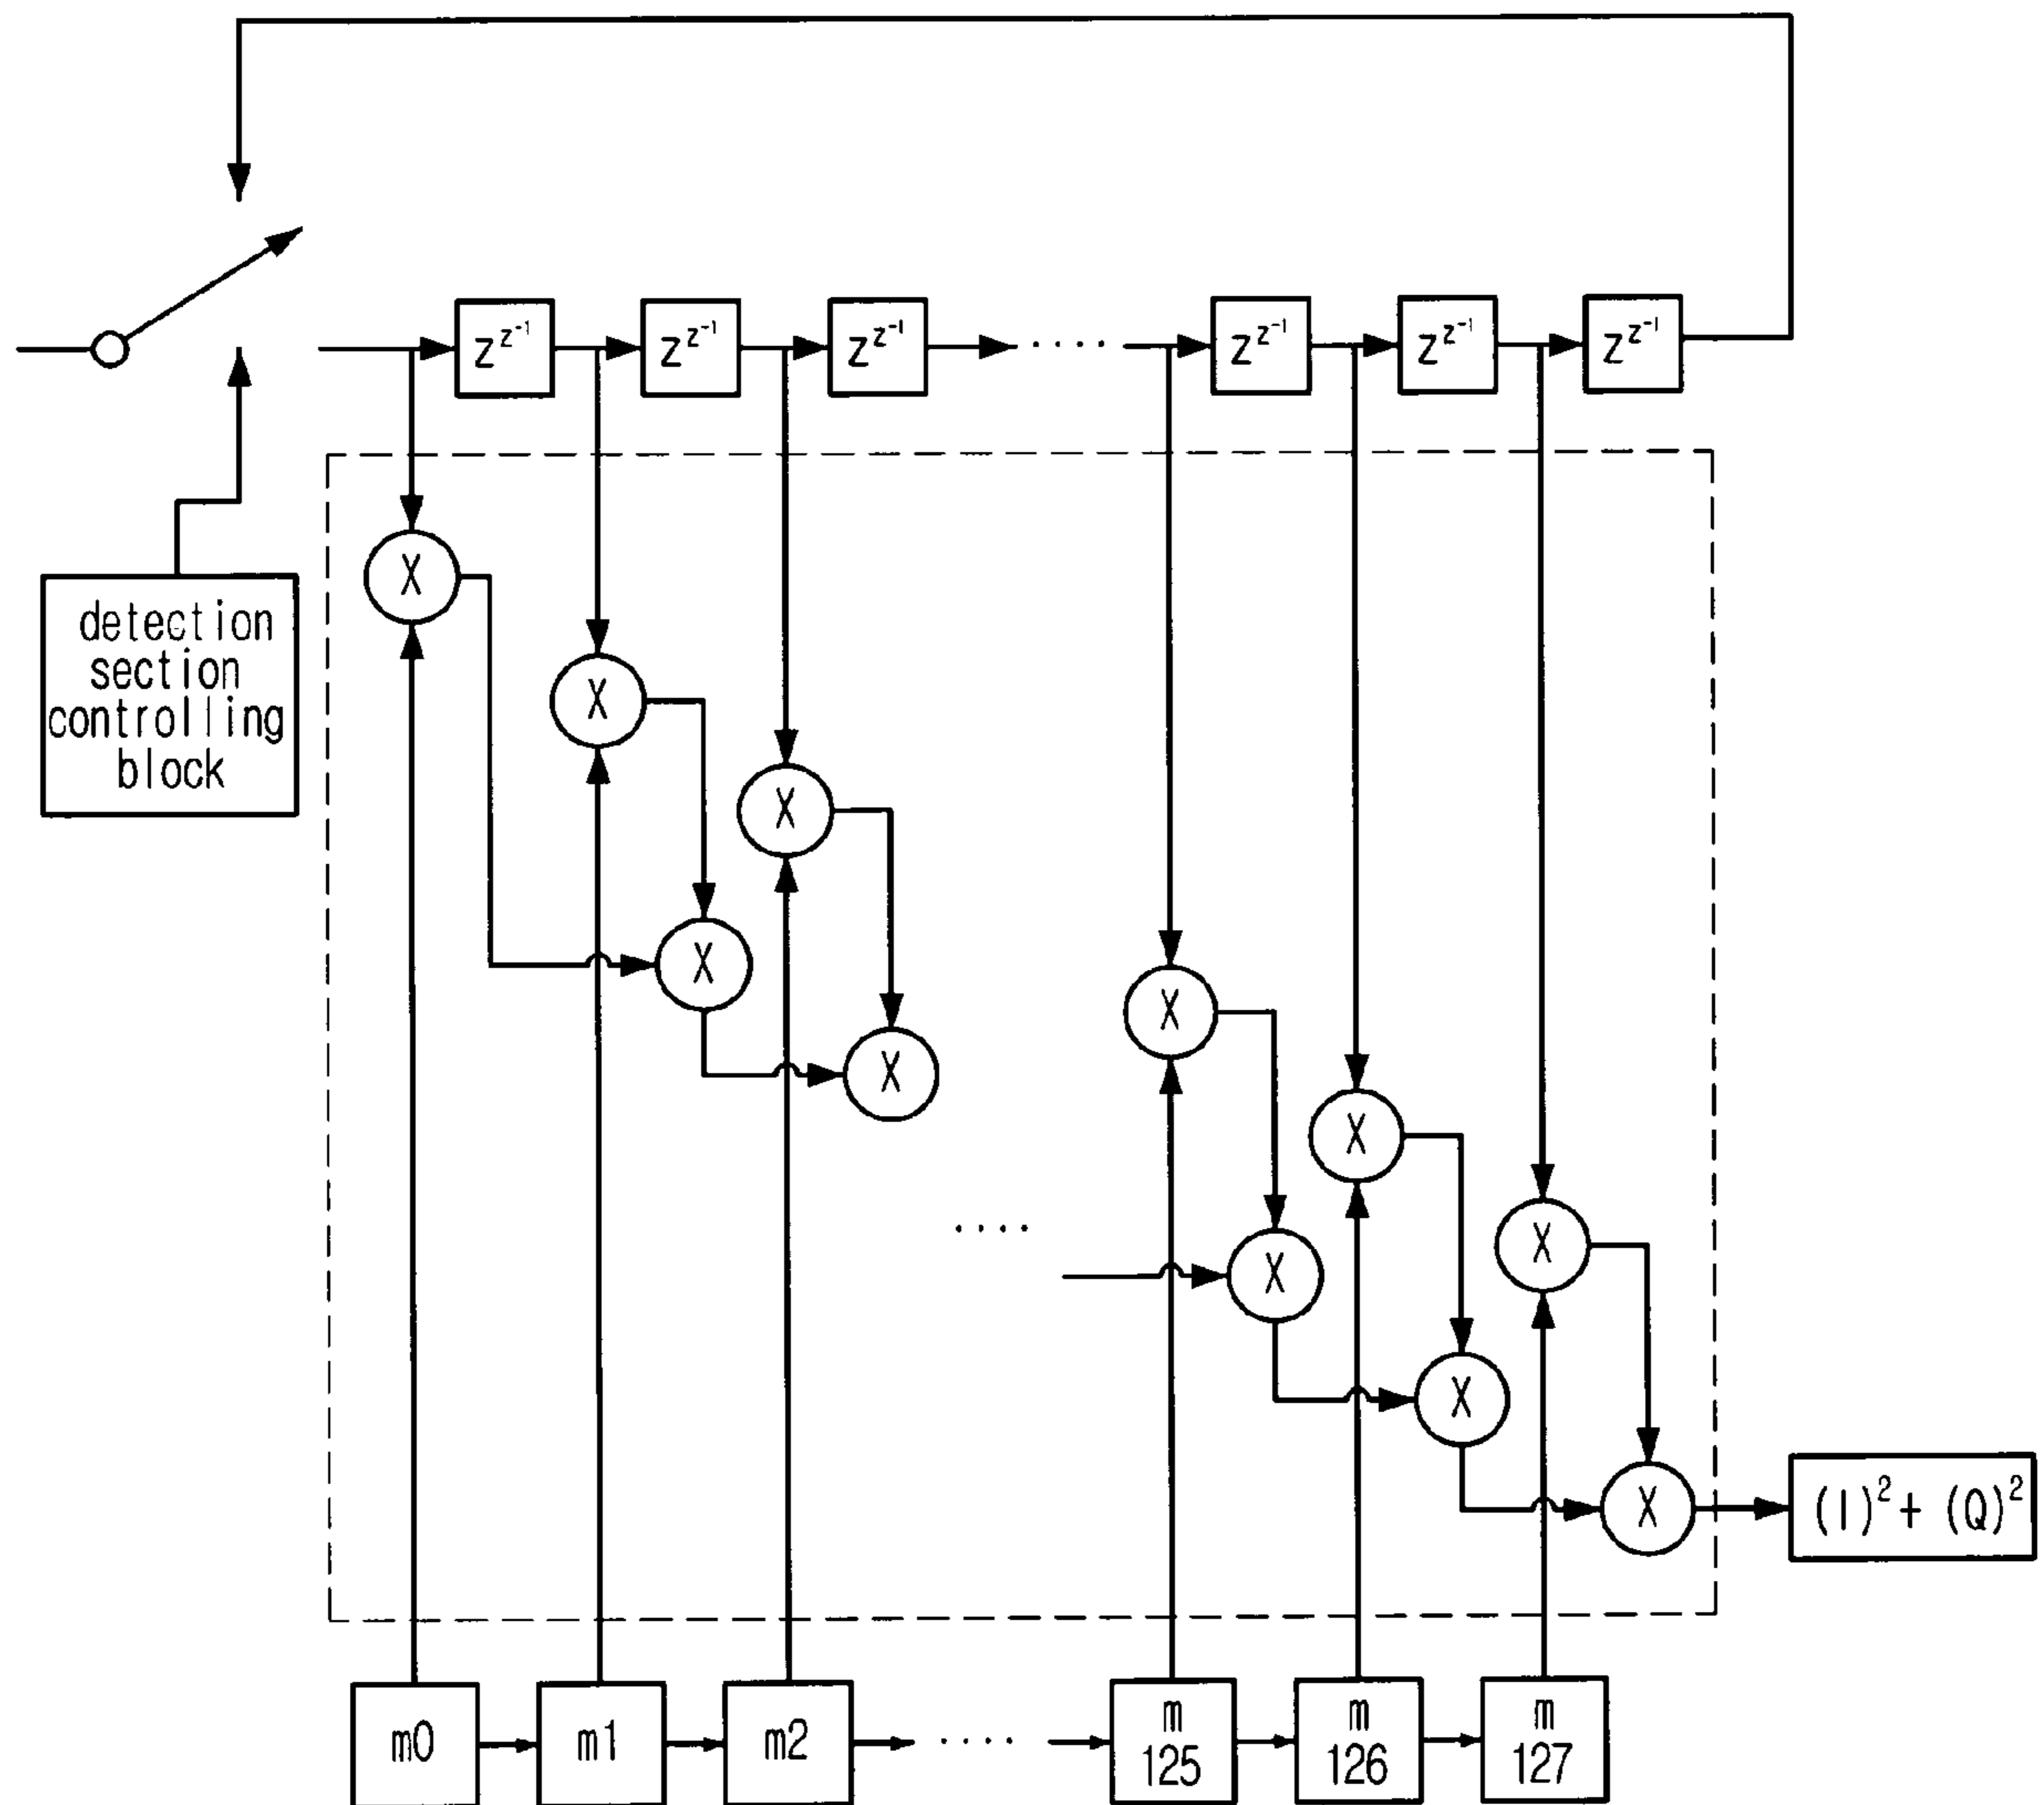 z^z^-1 z^z^-1 z^z^-1 .... z^z^-1 z^z^-1 z^z^-1
X
detection
section
controlling
block
X
X
X
X
X
X
X
....
X
X
X
X
(I)²+ (Q)²
m0 m1 m2 .... m
125 m
126 m
127